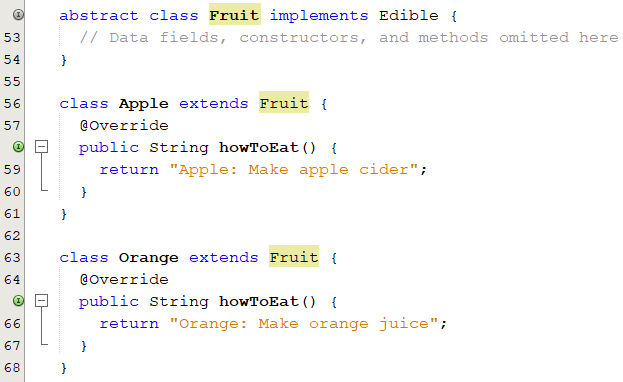 abstract class Fruit implements Edible {
53 // Data fields, constructors, and methods omitted here
54 }
55
56 class Apple extends Fruit {
57 @Override
public String howToEat() {
59 return "Apple: Make apple cider";
60 }
61 }
62
63 class Orange extends Fruit {
64 @Override
public String howToEat() {
66 return "Orange: Make orange juice";
67 }
68 }